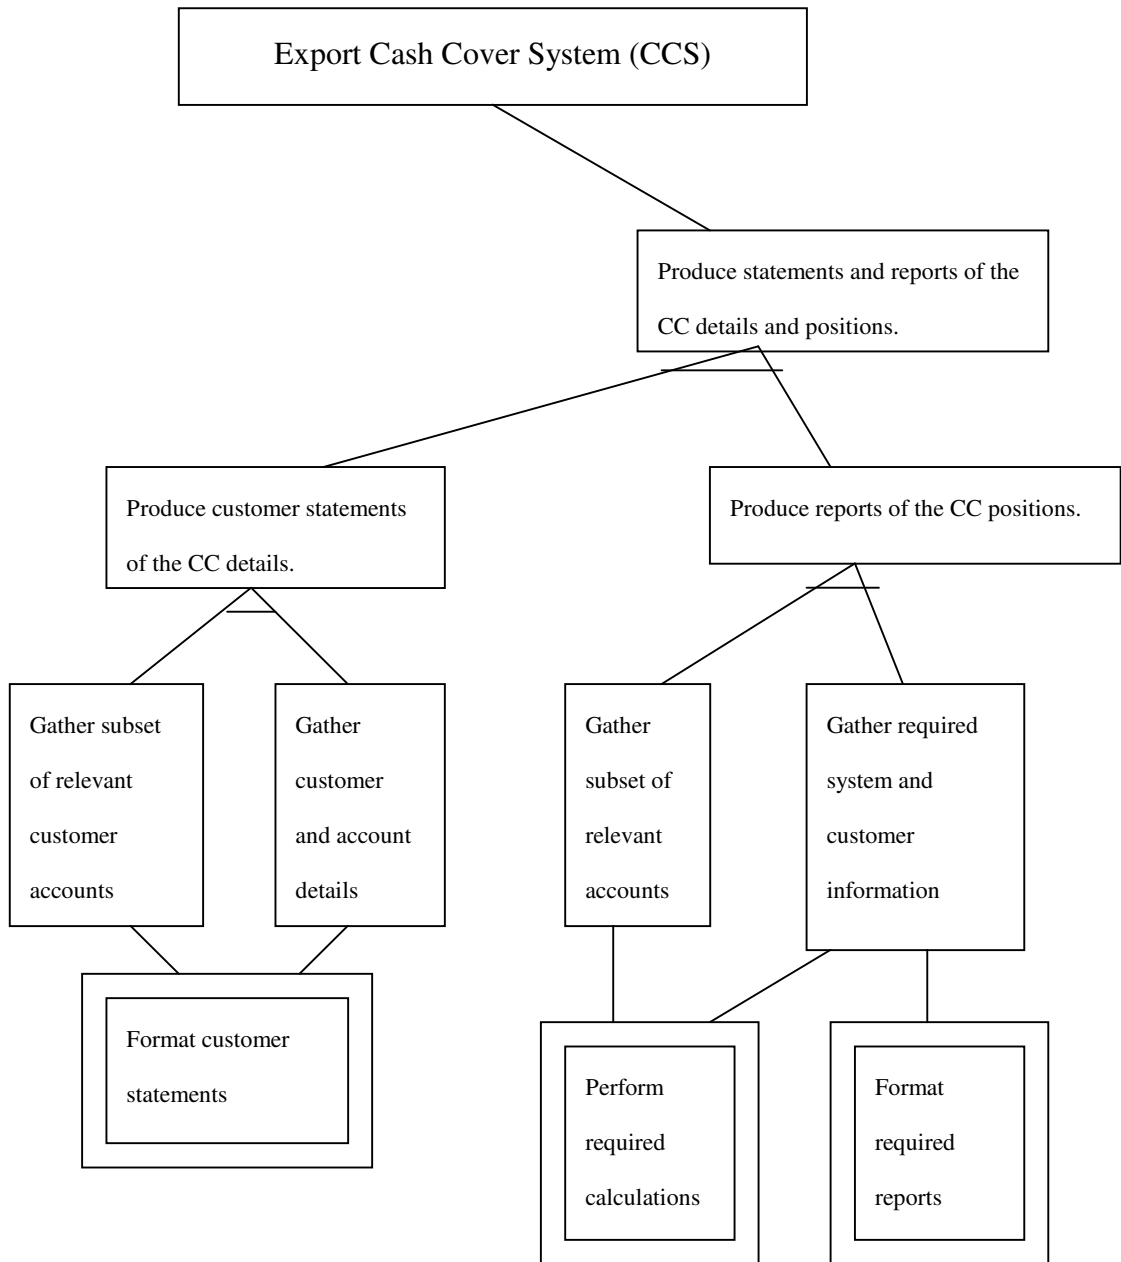 Export Cash Cover System (CCS)
Produce statements and reports of the
CC details and positions.
Produce customer statements
of the CC details.
Produce reports of the CC positions.
Gather subset
of relevant
customer
accounts
Gather
customer
and account
details
Gather
subset of
relevant
accounts
Gather required
system and
customer
information
Format customer
statements
Perform
required
calculations
Format
required
reports